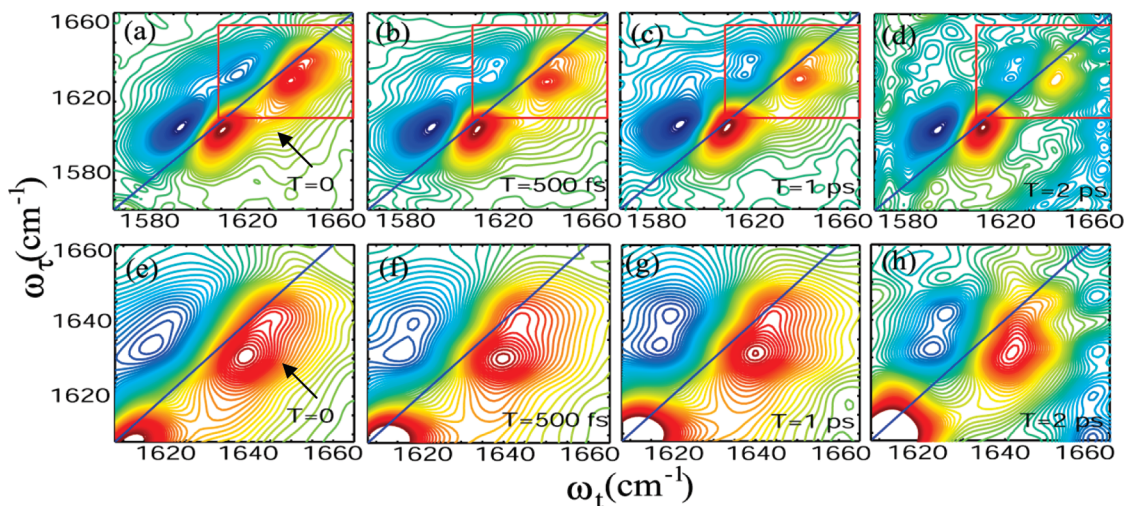 (a) (b) (c) (d)
1660
1620
1580
T=0 T=500 fs T=1 ps T=2 ps
1580 1620 1660 1580 1620 1660 1580 1620 1660 1580 1620 1660
ω_τ(cm⁻¹)
(e) (f) (g) (h)
1660
1640
1620
T=0 T=500 fs T=1 ps T=2 ps
1620 1640 1660 1620 1640 1660 1620 1640 1660 1620 1640 1660
ω_t(cm⁻¹)